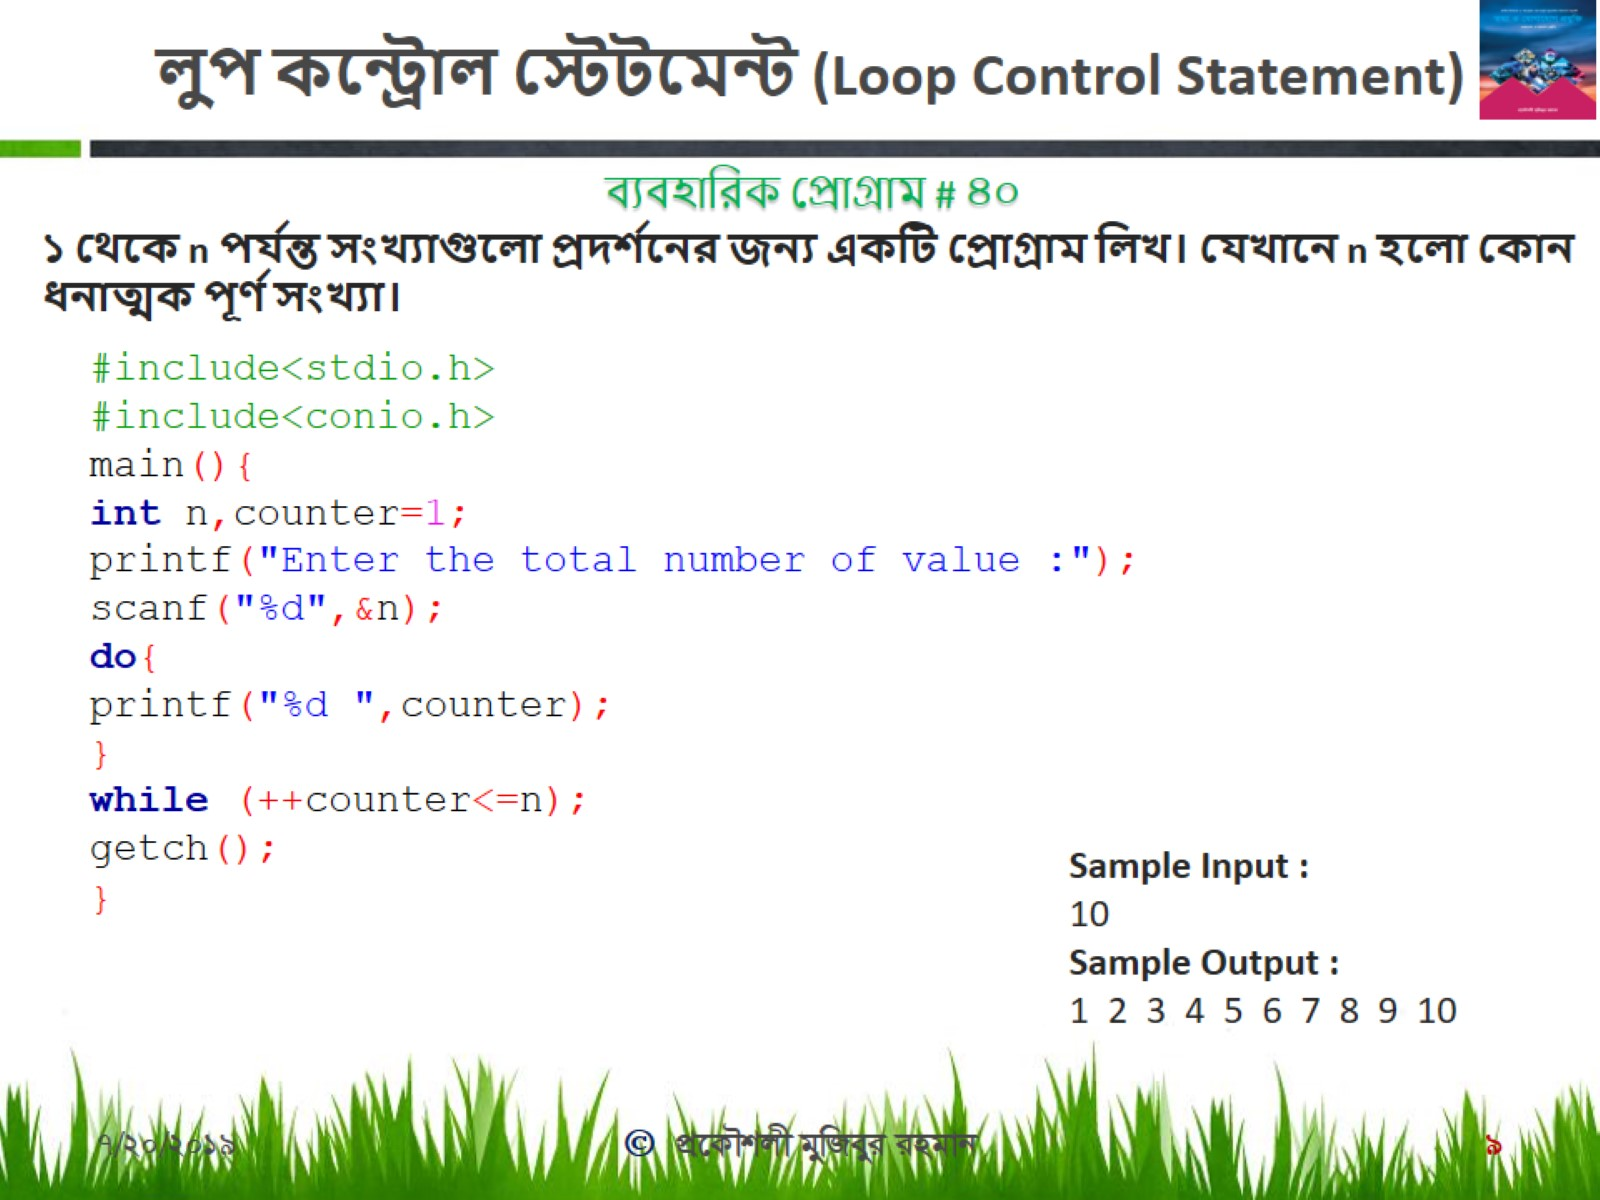 লুপ কন্ট্রোল স্টেটমেন্ট (Loop Control Statement)
ব্যবহারিক প্রোগ্রাম # ৪০
১ থেকে n পর্যন্ত সংখ্যাগুলো প্রদর্শনের জন্য একটি প্রোগ্রাম লিখ। যেখানে n হলো কোন
ধনাত্মক পূর্ণ সংখ্যা।
#include<stdio.h>
#include<conio.h>
main(){
int n,counter=1;
printf("Enter the total number of value :");
scanf("%d",&n);
do{
printf("%d ",counter);
}
while (++counter<=n);
getch();
}
Sample Input :
10
Sample Output :
1 2 3 4 5 6 7 8 9 10
৭/২০/২০১৯
© প্রকৌশলী মুজিবুর রহমান
৯